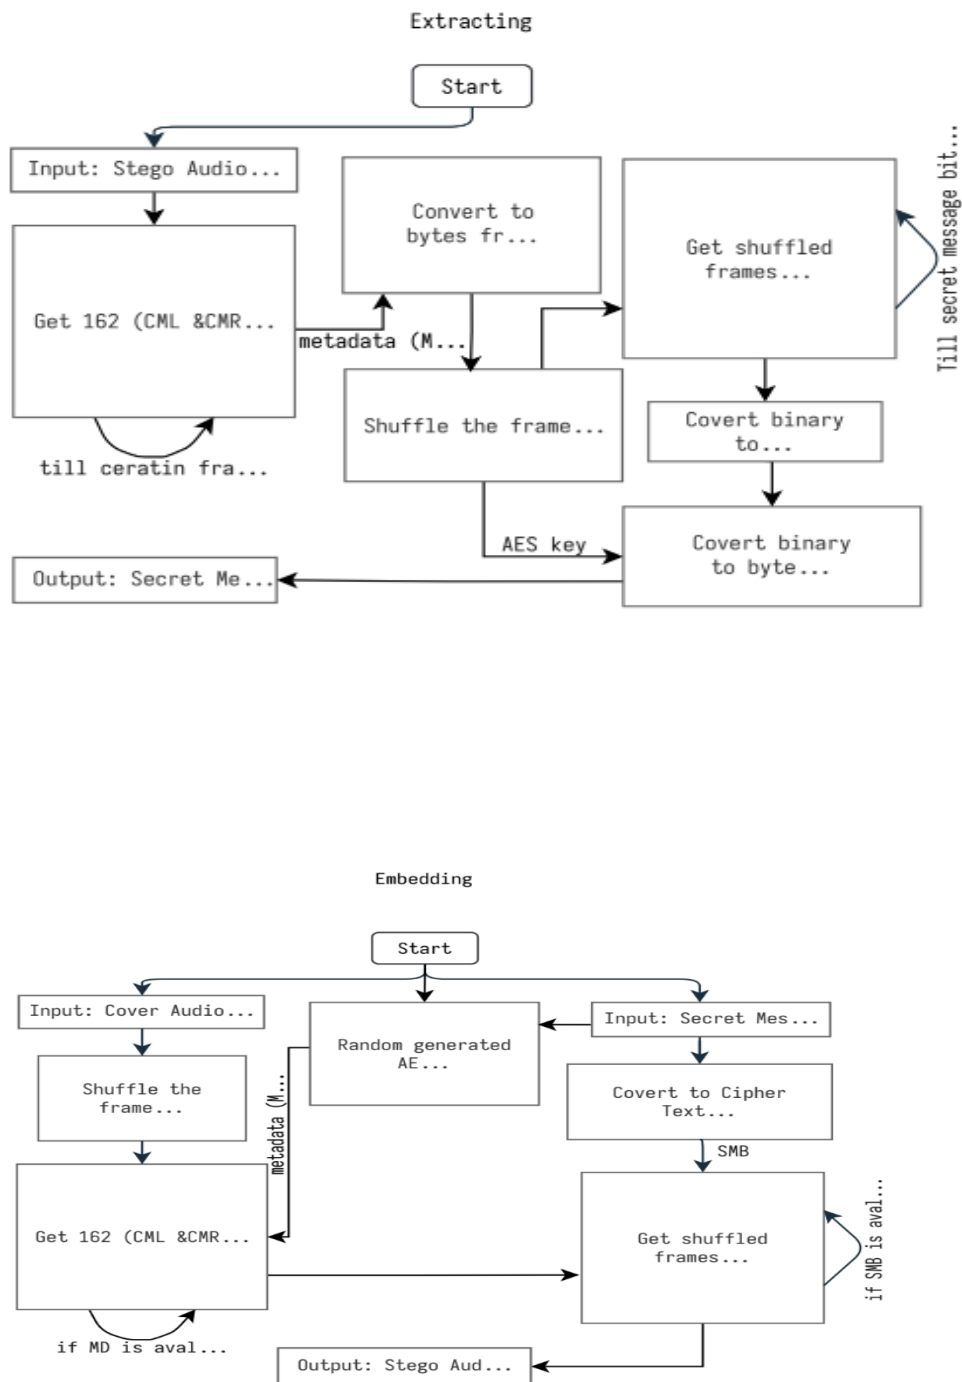 Extracting
Start
Input: Stego Audio...
Convert to
bytes fr...
Get shuffled
frames...
Till secret message bit...
Get 162 (CML &CMR...
metadata (M...
Shuffle the frame...
till ceratin fra...
Covert binary
to...
AES key
Covert binary
to byte...
Output: Secret Me...
Embedding
Start
Input: Cover Audio...
Random generated
AE...
Input: Secret Mes...
Shuffle the
frame...
metadata (M...
Covert to Cipher
Text...
SMB
Get 162 (CML &CMR...
Get shuffled
frames...
if SMB is aval...
if MD is aval...
Output: Stego Aud...